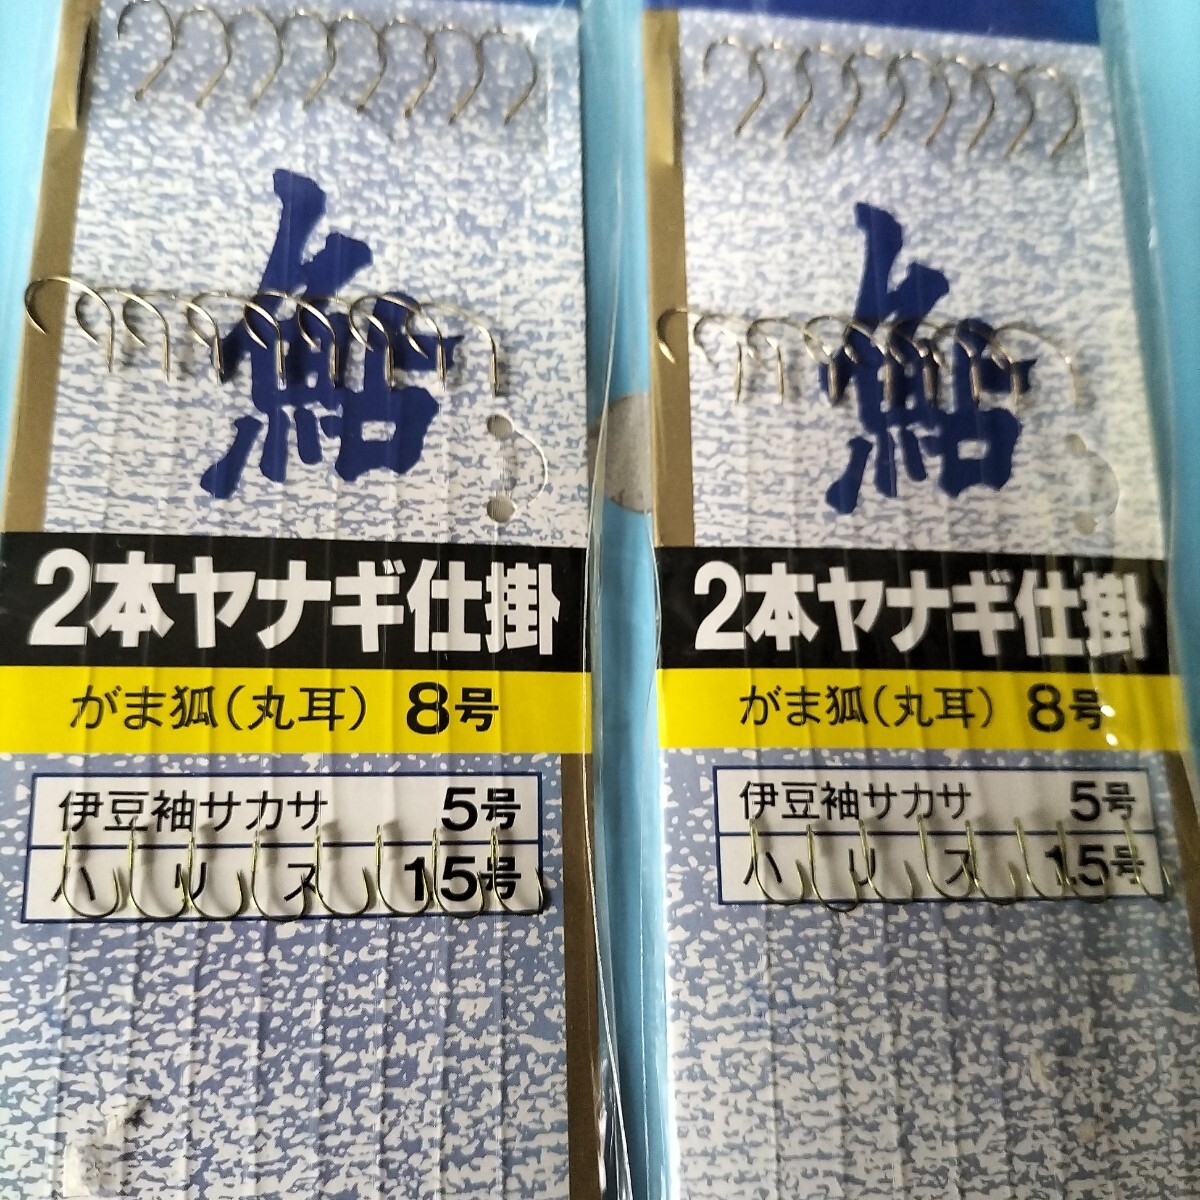 鮎
2本ヤナギ仕掛
がま狐(丸耳) 8号
伊豆袖サカサ 5号
ハリス 1.5号
鮎
2本ヤナギ仕掛
がま狐(丸耳) 8号
伊豆袖サカサ 5号
ハリス 1.5号